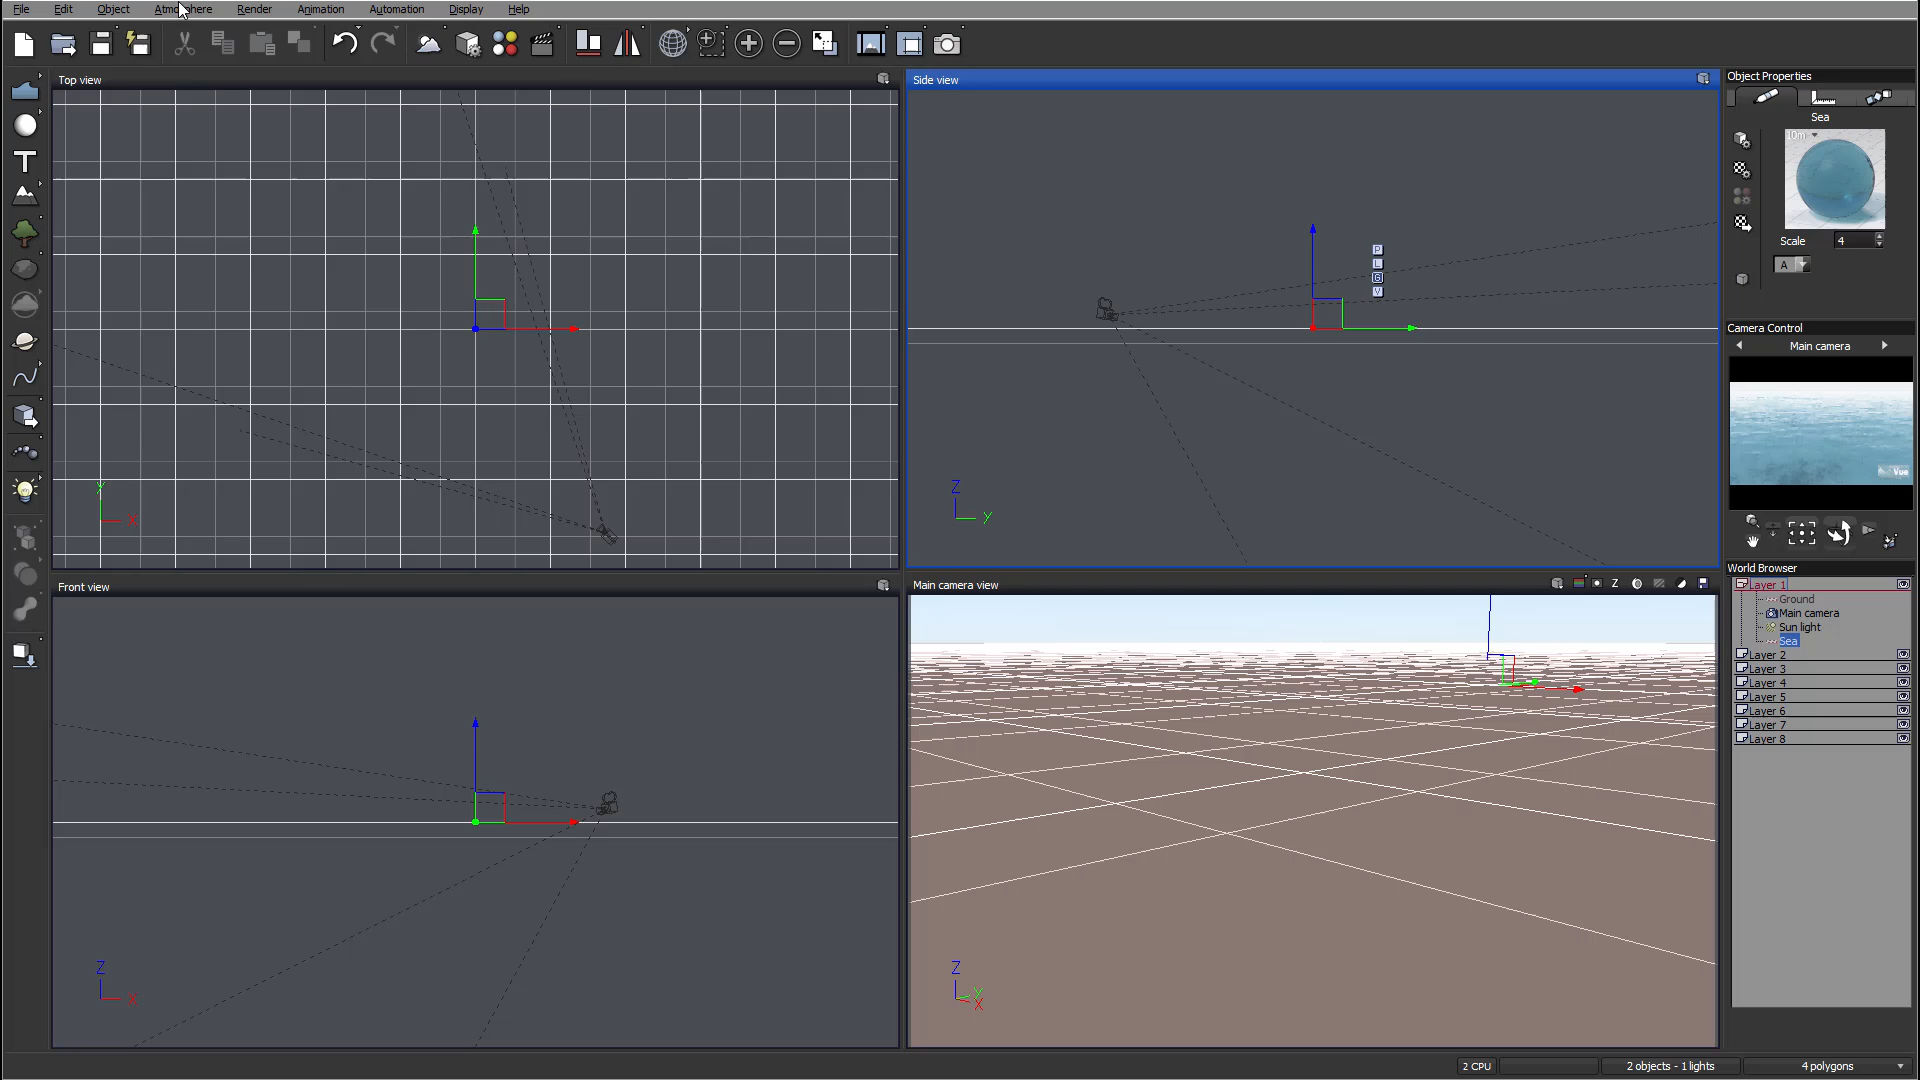 File Edit Object Atmosphere Render Animation Automation Display Help
Top view
Side view
Object Properties
Sea
10m
Scale 4
A
P
L
G
V
Z
Y
Y
X
Camera Control
Main camera
Vue
World Browser
Layer 1
Ground
Main camera
Sun light
Sea
Layer 2
Layer 3
Layer 4
Layer 5
Layer 6
Layer 7
Layer 8
Front view
Main camera view
Z
Z
X
Z
Y
X
2 CPU
2 objects - 1 lights
4 polygons